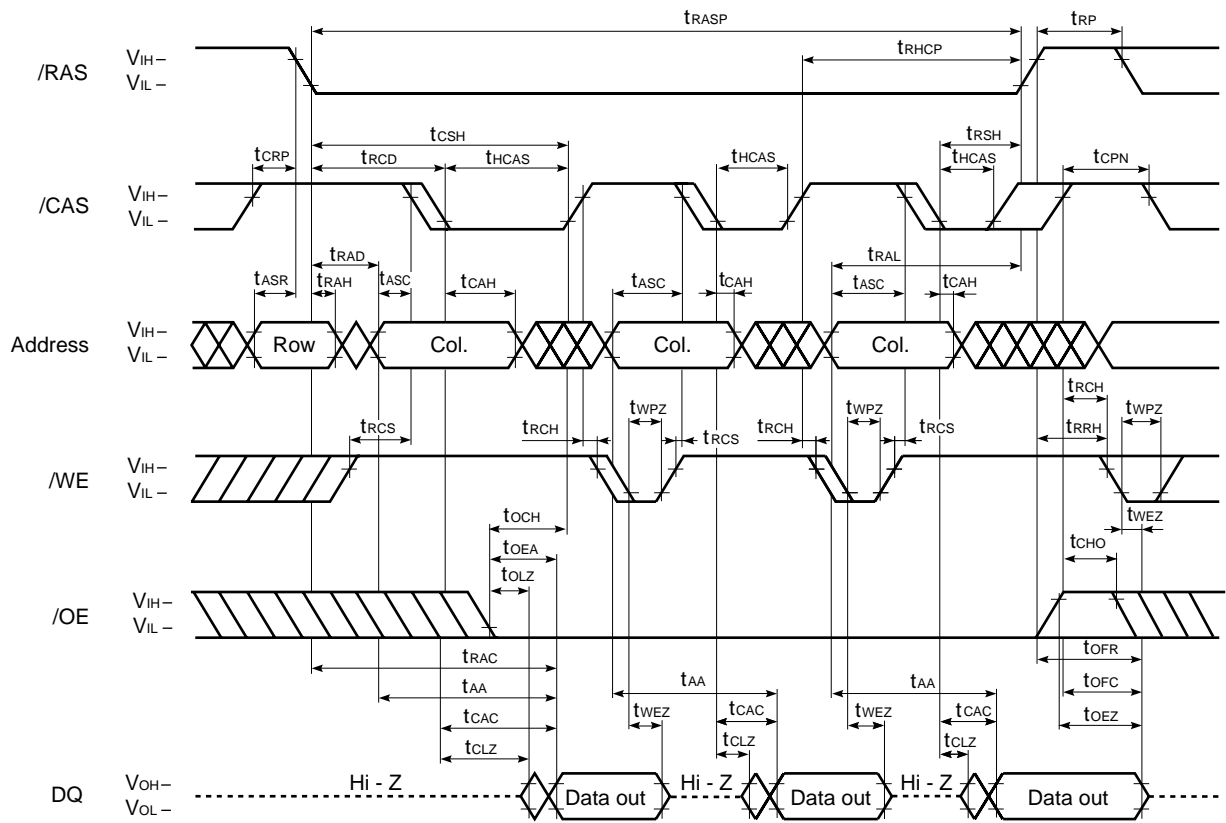 tRASP tRP
tRHCP
/RAS VIH– VIL–
tCSH tRSH
tCRP tRCD tHCAS tHCAS tHCAS tCPN
/CAS VIH– VIL–
tRAD tRAL
tASR tRAH tASC tCAH tASC tCAH tASC tCAH
Address VIH– VIL– Row Col. Col. Col.
tRCH tWPZ
tRCS tRCH tWPZ tRCS tRCH tWPZ tRCS tRRH
/WE VIH– VIL–
tOCH tWEZ
tOEA tCHO
tOLZ
/OE VIH– VIL–
tRAC tOFR
tAA tAA tAA tOFC
tCAC tWEZ tCAC tWEZ tCAC tOEZ
tCLZ tCLZ tCLZ
DQ VOH– VOL– Hi - Z Data out Hi - Z Data out Hi - Z Data out